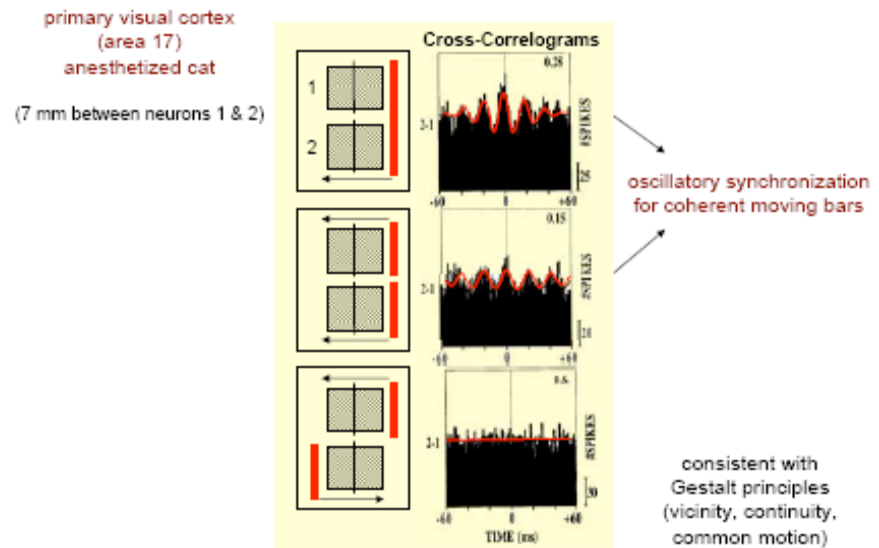 primary visual cortex
(area 17)
anesthetized cat
(7 mm between neurons 1 & 2)
Cross-Correlograms
1
2
0.28
2-1
#SPIKES
-60 0 +60
0.15
2-1
#SPIKES
-60 0 +60
2-1
#SPIKES
30
-60 0 +60
TIME (ms)
oscillatory synchronization
for coherent moving bars
consistent with
Gestalt principles
(vicinity, continuity,
common motion)